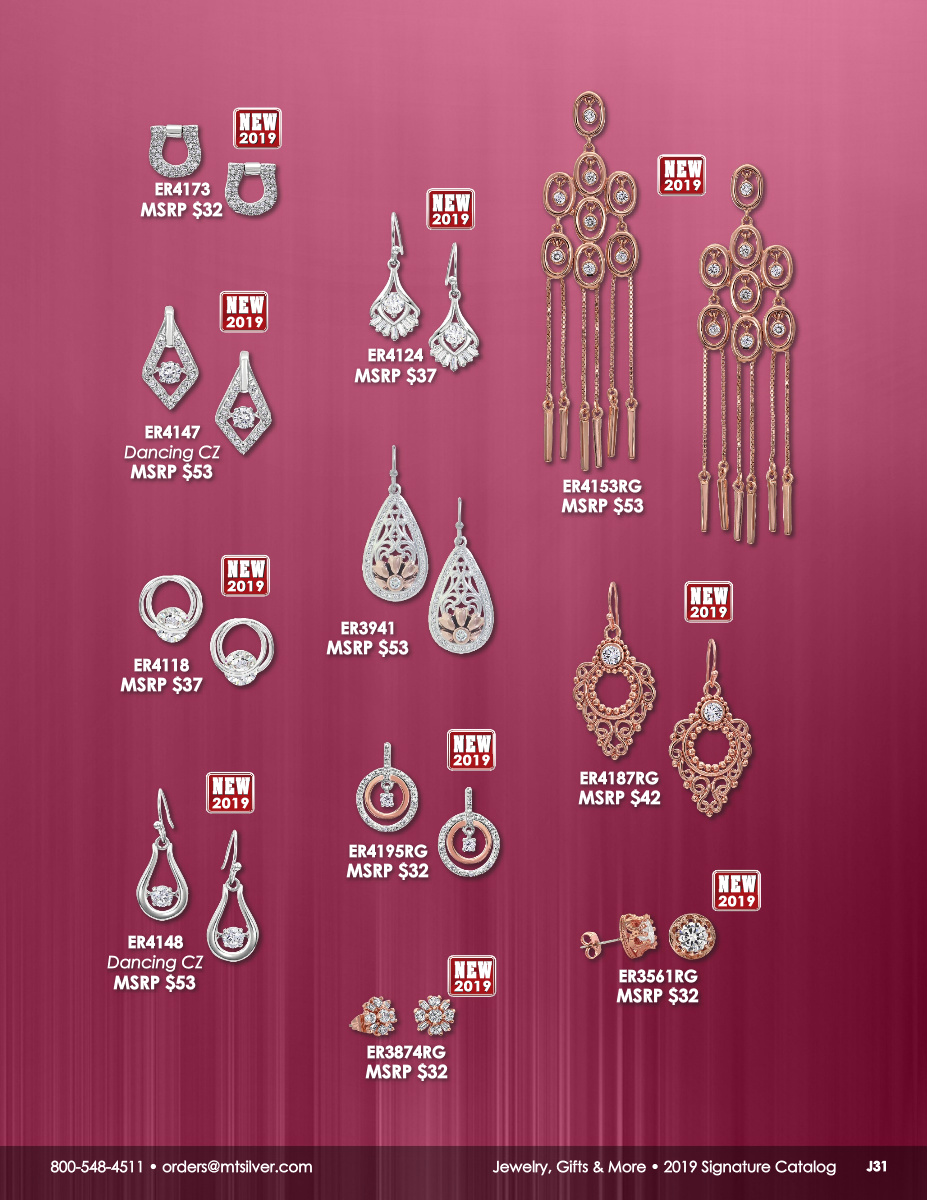 NEW
2019
ER4173
MSRP $32
NEW
2019
ER4147
Dancing CZ
MSRP $53
NEW
2019
ER4118
MSRP $37
NEW
2019
ER4148
Dancing CZ
MSRP $53
NEW
2019
ER4124
MSRP $37
ER3941
MSRP $53
NEW
2019
ER4195RG
MSRP $32
NEW
2019
ER3874RG
MSRP $32
NEW
2019
ER4153RG
MSRP $53
NEW
2019
ER4187RG
MSRP $42
NEW
2019
ER3561RG
MSRP $32
800-548-4511 • orders@mtsilver.com
Jewelry, Gifts & More • 2019 Signature Catalog J31